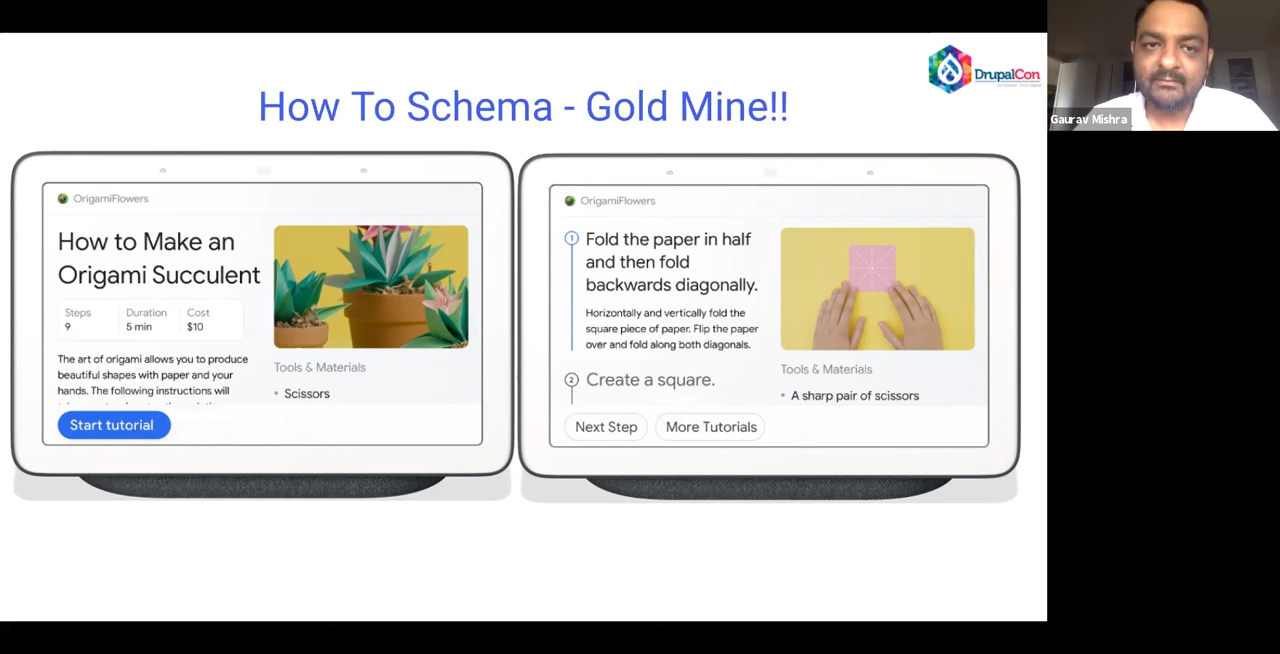 DrupalCon
How To Schema - Gold Mine!!
Gaurav Mishra
OrigamiFlowers
How to Make an
Origami Succulent
Steps
9
Duration
5 min
Cost
$10
The art of origami allows you to produce
beautiful shapes with paper and your
hands. The following instructions will
Tools & Materials
• Scissors
Start tutorial
OrigamiFlowers
1 Fold the paper in half
and then fold
backwards diagonally.
Horizontally and vertically fold the
square piece of paper. Flip the paper
over and fold along both diagonals.
2 Create a square.
Tools & Materials
• A sharp pair of scissors
Next Step
More Tutorials